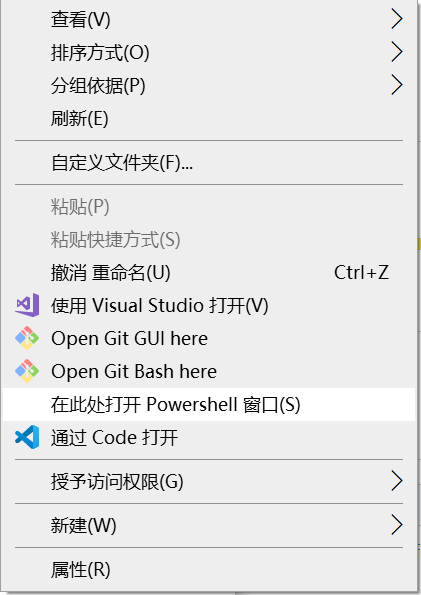 查看(V)
排序方式(O)
分组依据(P)
刷新(E)
自定义文件夹(F)...
粘贴(P)
粘贴快捷方式(S)
撤消 重命名(U) Ctrl+Z
使用 Visual Studio 打开(V)
Open Git GUI here
Open Git Bash here
在此处打开 Powershell 窗口(S)
通过 Code 打开
授予访问权限(G)
新建(W)
属性(R)